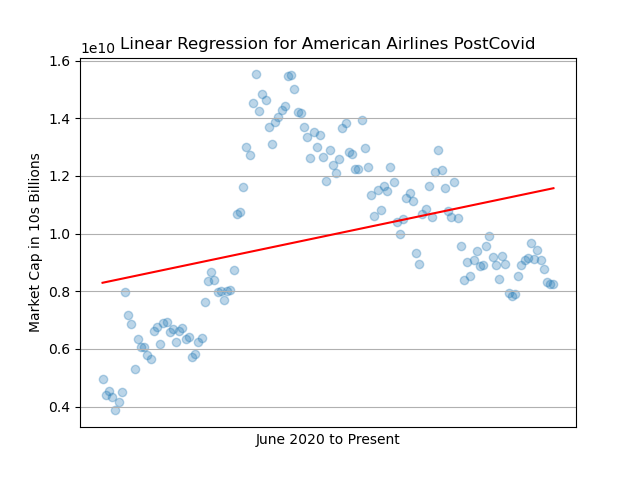 Linear Regression for American Airlines PostCovid
1e10
1.6
1.4
1.2
1.0
0.8
0.6
0.4
Market Cap in 10s Billions
June 2020 to Present